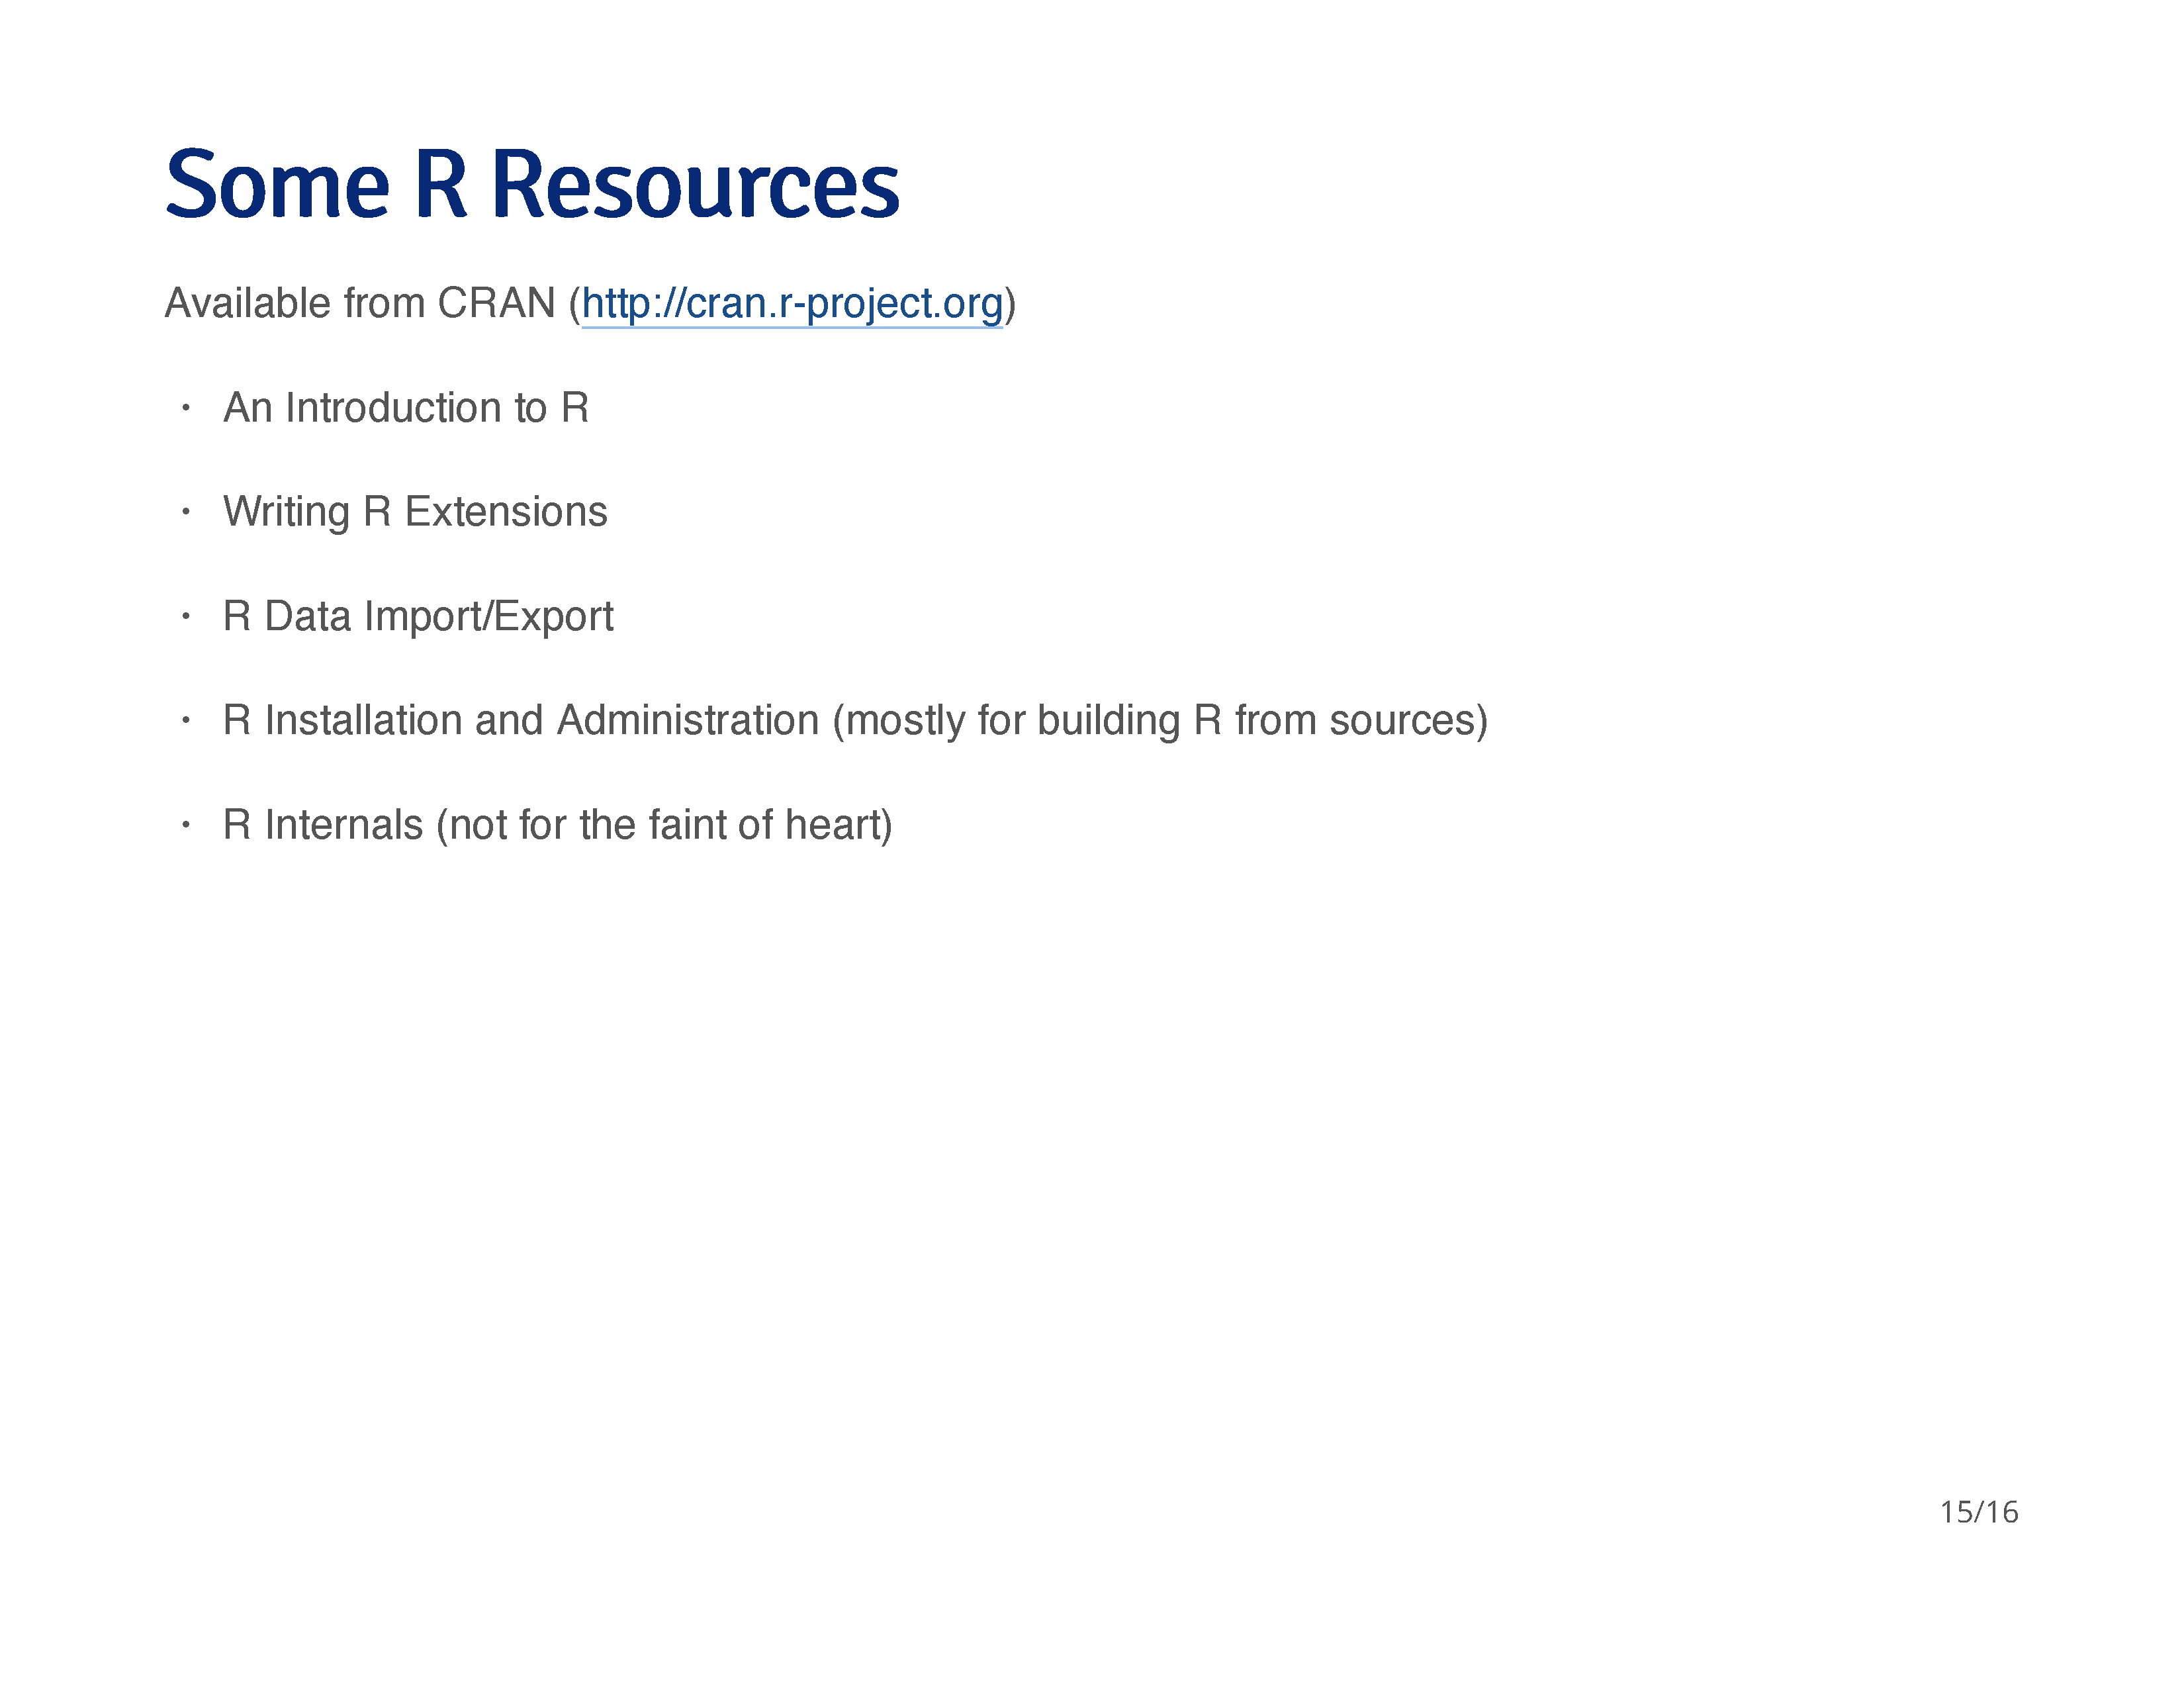 Some R Resources
Available from CRAN (http://cran.r-project.org)
· An Introduction to R
· Writing R Extensions
· R Data Import/Export
· R Installation and Administration (mostly for building R from sources)
· R Internals (not for the faint of heart)
15/16